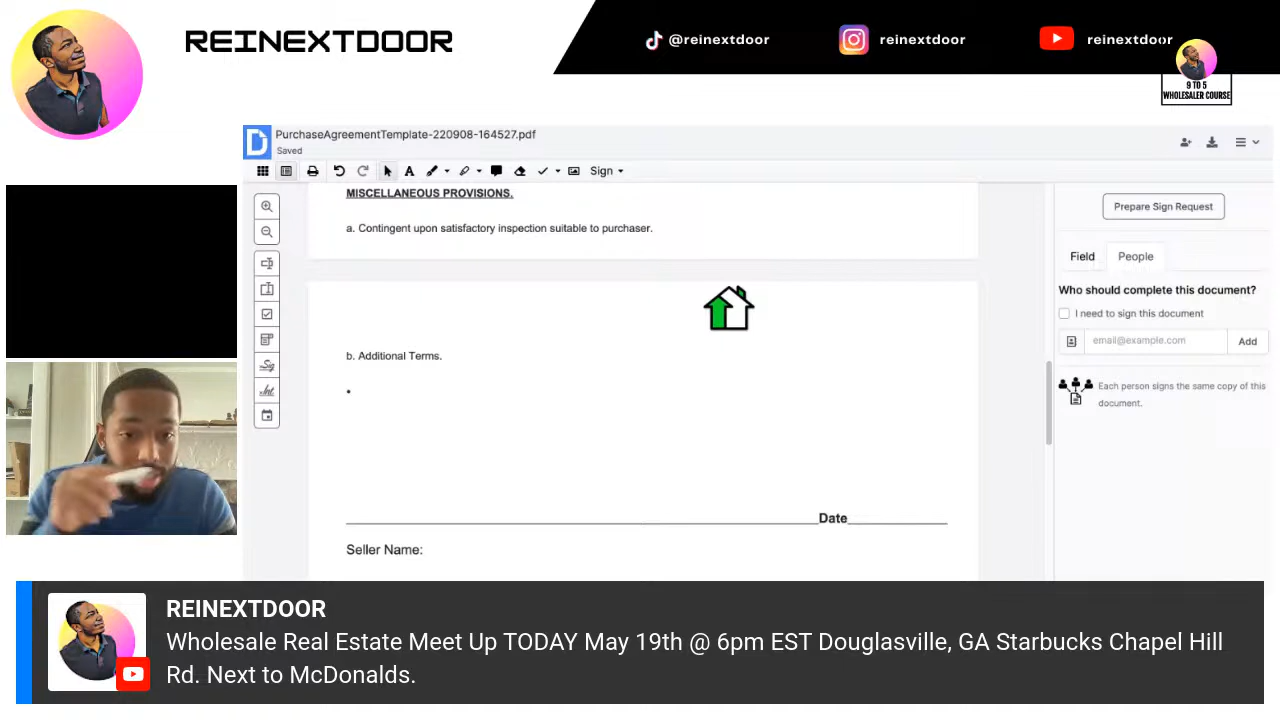 REINEXTDOOR
@reinextdoor
reinextdoor
reinextdoor
9 TO 5
WHOLESALER COURSE
PurchaseAgreementTemplate-220908-164527.pdf
Saved
A
Sign
MISCELLANEOUS PROVISIONS.
a. Contingent upon satisfactory inspection suitable to purchaser.
b. Additional Terms.
•
Date
Seller Name:
Prepare Sign Request
Field People
Who should complete this document?
I need to sign this document
email@example.com Add
Each person signs the same copy of this
document.
Sg
Int
REINEXTDOOR
Wholesale Real Estate Meet Up TODAY May 19th @ 6pm EST Douglasville, GA Starbucks Chapel Hill
Rd. Next to McDonalds.